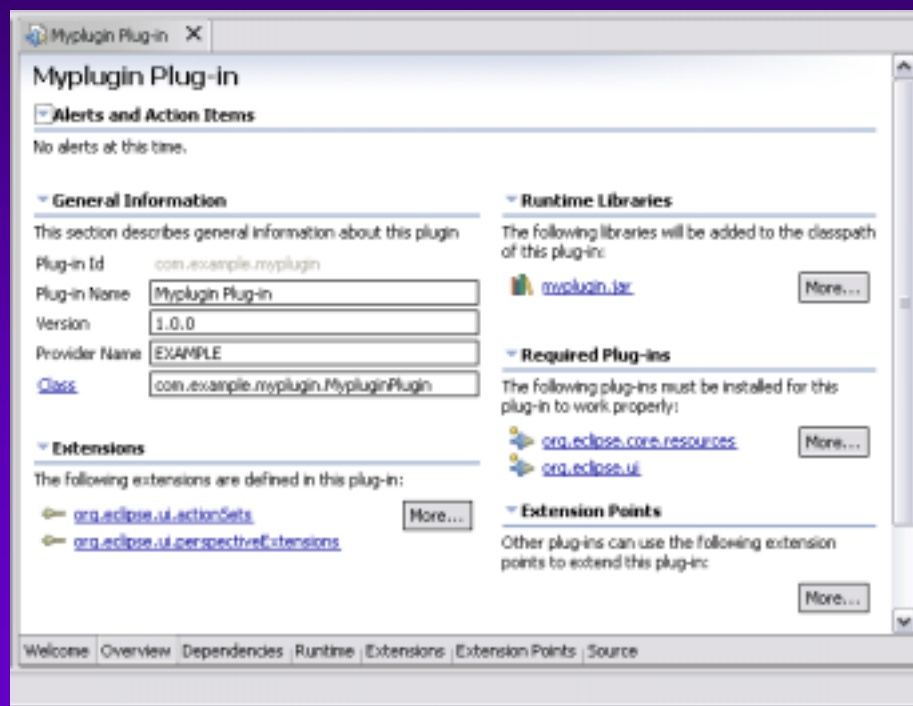 Myplugin Plug-in
Myplugin Plug-in
Alerts and Action Items
No alerts at this time.
General Information
This section describes general information about this plugin
Plug-in Id com.example.myplugin
Plug-in Name Myplugin Plug-in
Version 1.0.0
Provider Name EXAMPLE
Class com.example.myplugin.MypluginPlugin
Extensions
The following extensions are defined in this plug-in:
org.eclipse.ui.actionSets More...
org.eclipse.ui.perspectiveExtensions
Runtime Libraries
The following libraries will be added to the classpath
of this plug-in:
myplugin.jar More...
Required Plug-ins
The following plug-ins must be installed for this
plug-in to work properly:
org.eclipse.core.resources More...
org.eclipse.ui
Extension Points
Other plug-ins can use the following extension
points to extend this plug-in:
More...
Welcome Overview Dependencies Runtime Extensions Extension Points Source